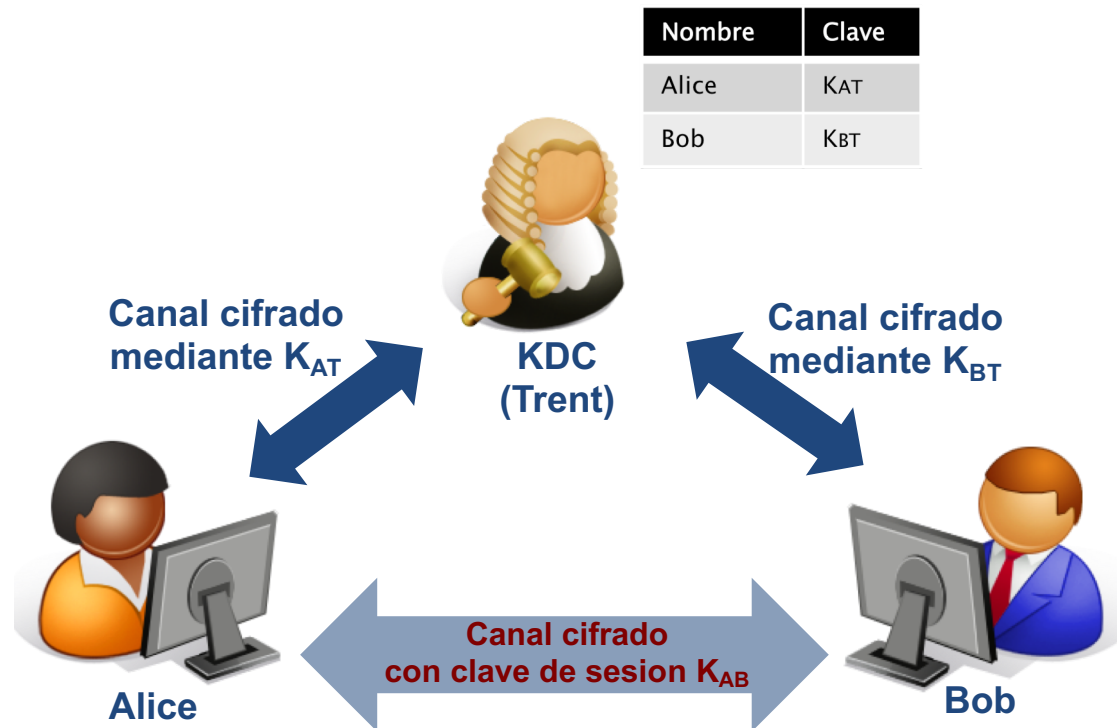 Nombre Clave
Alice KAT
Bob KBT
Canal cifrado
mediante KAT
KDC
(Trent)
Canal cifrado
mediante KBT
Canal cifrado
con clave de sesion KAB
Alice
Bob